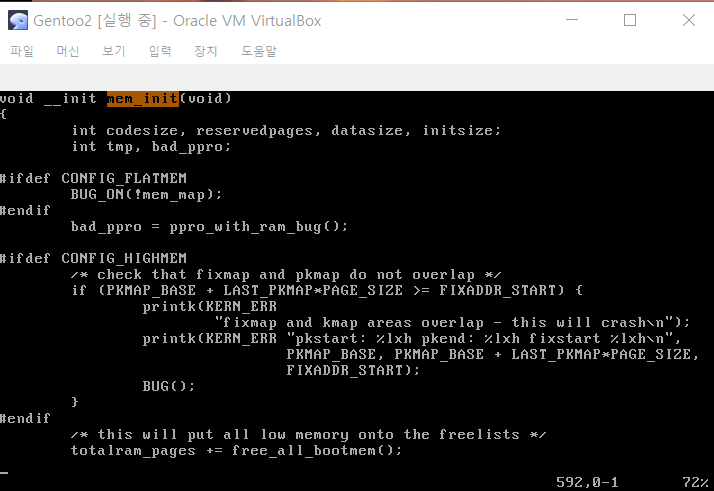 Gentoo2 [실행 중] - Oracle VM VirtualBox
파일 머신 보기 입력 장치 도움말
void __init mem_init(void)
{
        int codesize, reservedpages, datasize, initsize;
        int tmp, bad_ppro;

#ifdef CONFIG_FLATMEM
        BUG_ON(!mem_map);
#endif
        bad_ppro = ppro_with_ram_bug();

#ifdef CONFIG_HIGHMEM
        /* check that fixmap and pkmap do not overlap */
        if (PKMAP_BASE + LAST_PKMAP*PAGE_SIZE >= FIXADDR_START) {
                printk(KERN_ERR
                        "fixmap and kmap areas overlap - this will crash\n");
                printk(KERN_ERR "pkstart: %lxh pkend: %lxh fixstart %lxh\n",
                                PKMAP_BASE, PKMAP_BASE + LAST_PKMAP*PAGE_SIZE,
                                FIXADDR_START);
                BUG();
        }
#endif
        /* this will put all low memory onto the freelists */
        totalram_pages += free_all_bootmem();
592,0-1 72%